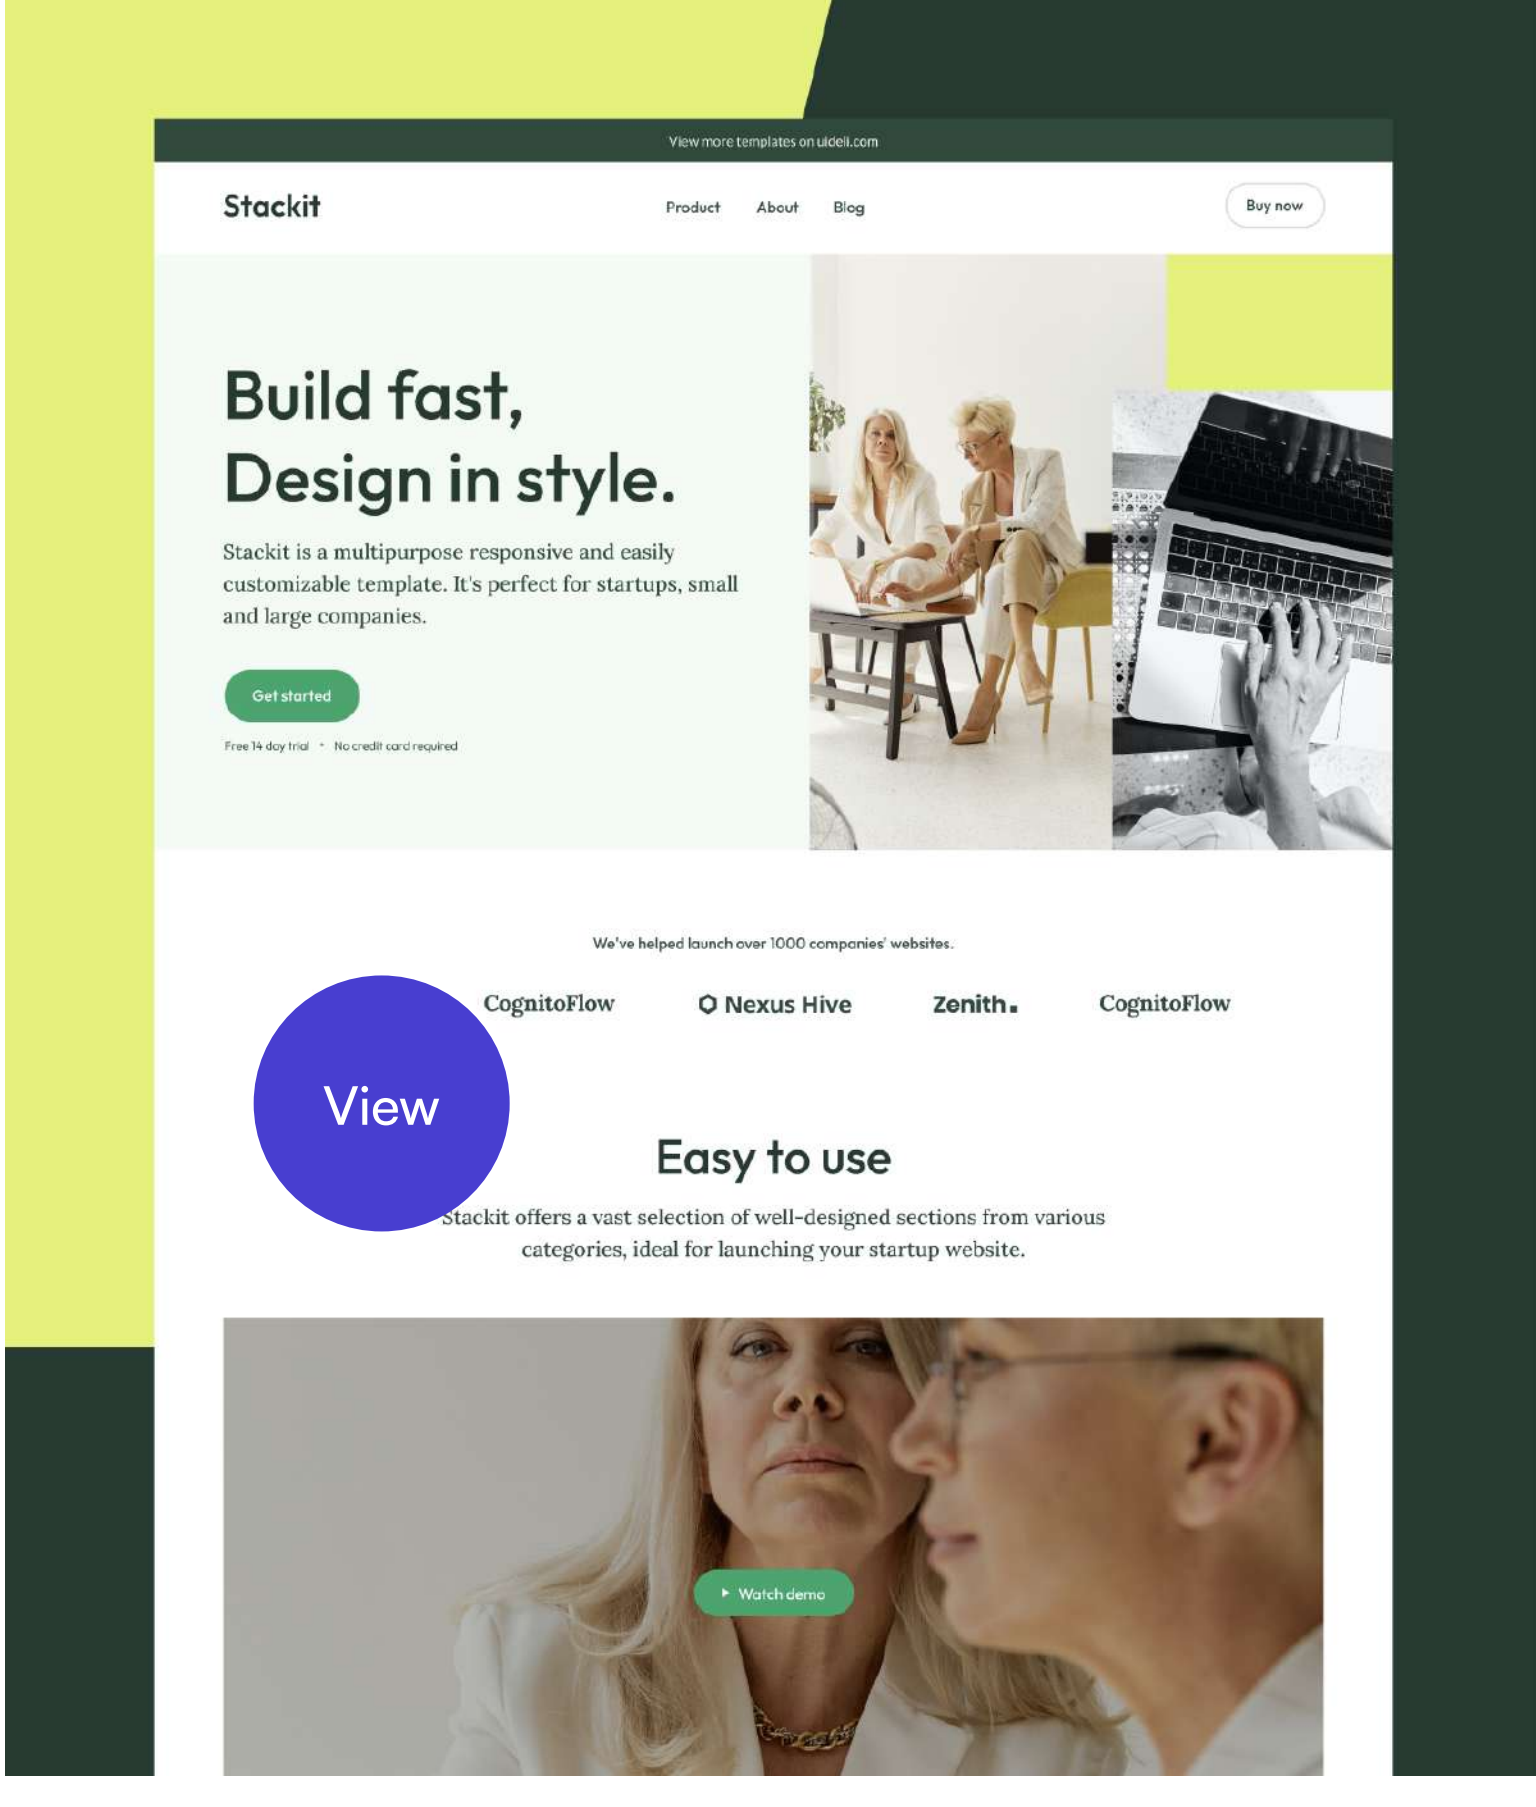 View more templates on uideli.com
Stackit
Product About Blog
Buy now
Build fast,
Design in style.
Stackit is a multipurpose responsive and easily
customizable template. It's perfect for startups, small
and large companies.
Get started
Free 14 day trial • No credit card required
We've helped launch over 1000 companies' websites.
CognitoFlow Nexus Hive Zenith. CognitoFlow
View
Easy to use
Stackit offers a vast selection of well-designed sections from various
categories, ideal for launching your startup website.
Watch demo